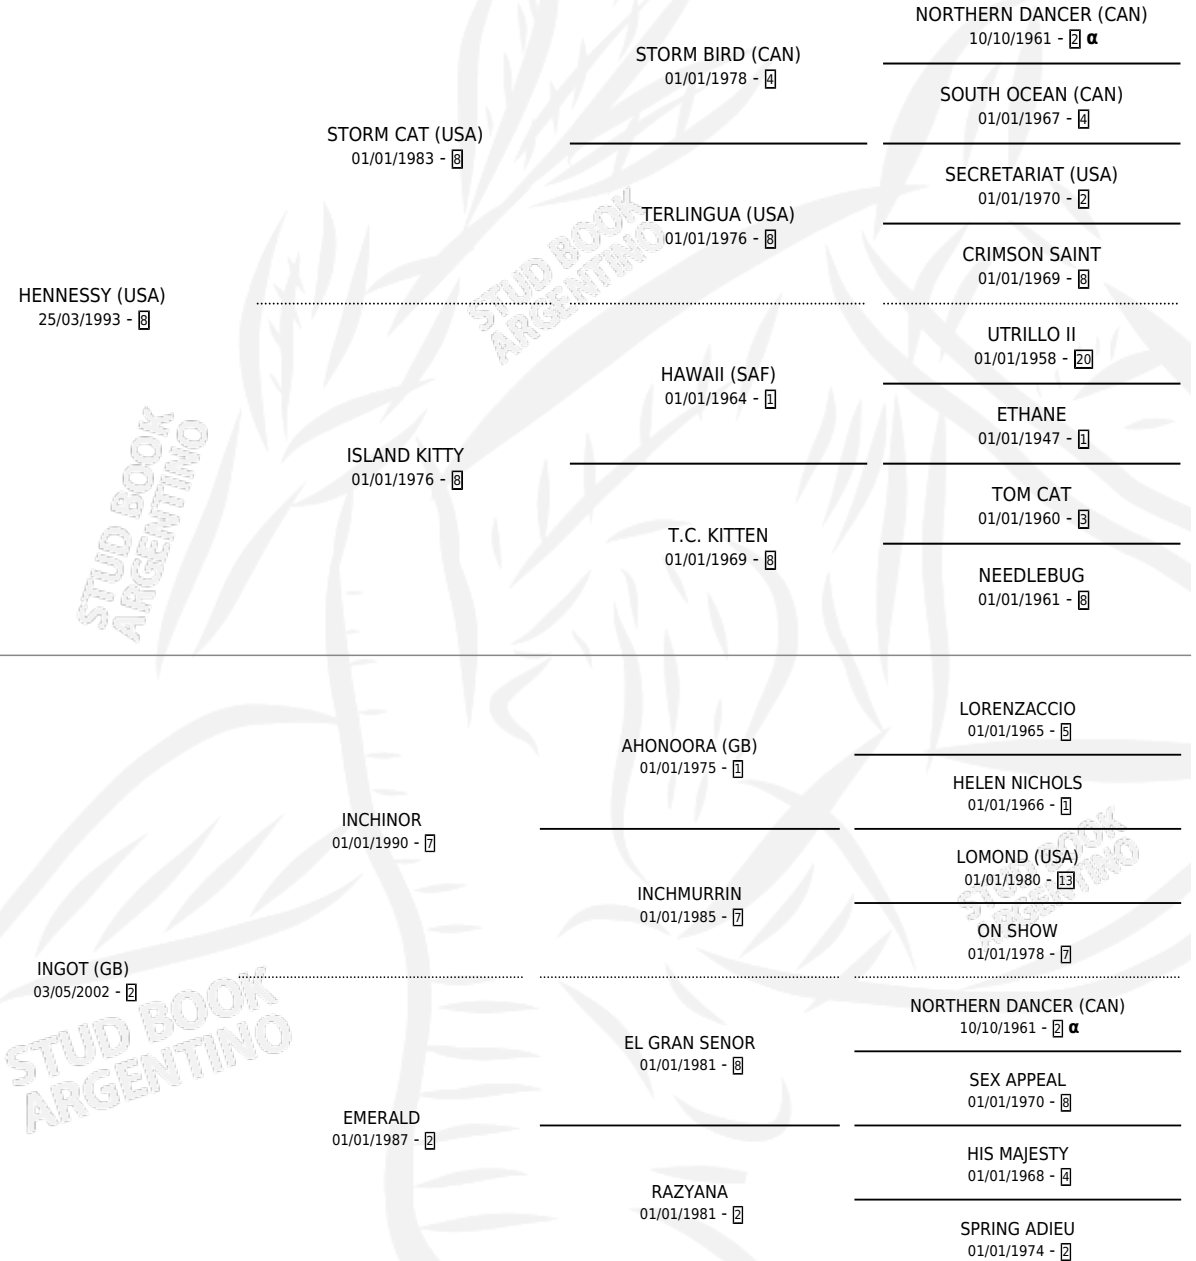 NORTHERN DANCER (CAN)
10/10/1961 - 2 α
STORM BIRD (CAN)
01/01/1978 - 4
SOUTH OCEAN (CAN)
01/01/1967 - 4
STORM CAT (USA)
01/01/1983 - 8
SECRETARIAT (USA)
01/01/1970 - 2
TERLINGUA (USA)
01/01/1976 - 8
CRIMSON SAINT
01/01/1969 - 8
HENNESSY (USA)
25/03/1993 - 8
UTRILLO II
01/01/1958 - 20
HAWAII (SAF)
01/01/1964 - 1
ETHANE
01/01/1947 - 1
ISLAND KITTY
01/01/1976 - 8
TOM CAT
01/01/1960 - 3
T.C. KITTEN
01/01/1969 - 8
NEEDLEBUG
01/01/1961 - 8
LORENZACCIO
01/01/1965 - 5
AHONOORA (GB)
01/01/1975 - 1
HELEN NICHOLS
01/01/1966 - 1
INCHINOR
01/01/1990 - 7
LOMOND (USA)
01/01/1980 - 13
INCHMURRIN
01/01/1985 - 7
ON SHOW
01/01/1978 - 7
INGOT (GB)
03/05/2002 - 2
NORTHERN DANCER (CAN)
10/10/1961 - 2 α
EL GRAN SENOR
01/01/1981 - 8
SEX APPEAL
01/01/1970 - 8
EMERALD
01/01/1987 - 2
HIS MAJESTY
01/01/1968 - 4
RAZYANA
01/01/1981 - 2
SPRING ADIEU
01/01/1974 - 2
STUD BOOK
ARGENTINO
STUD BOOK
ARGENTINO
STUD BOOK
ARGENTINO
STUD BOOK
ARGENTINO